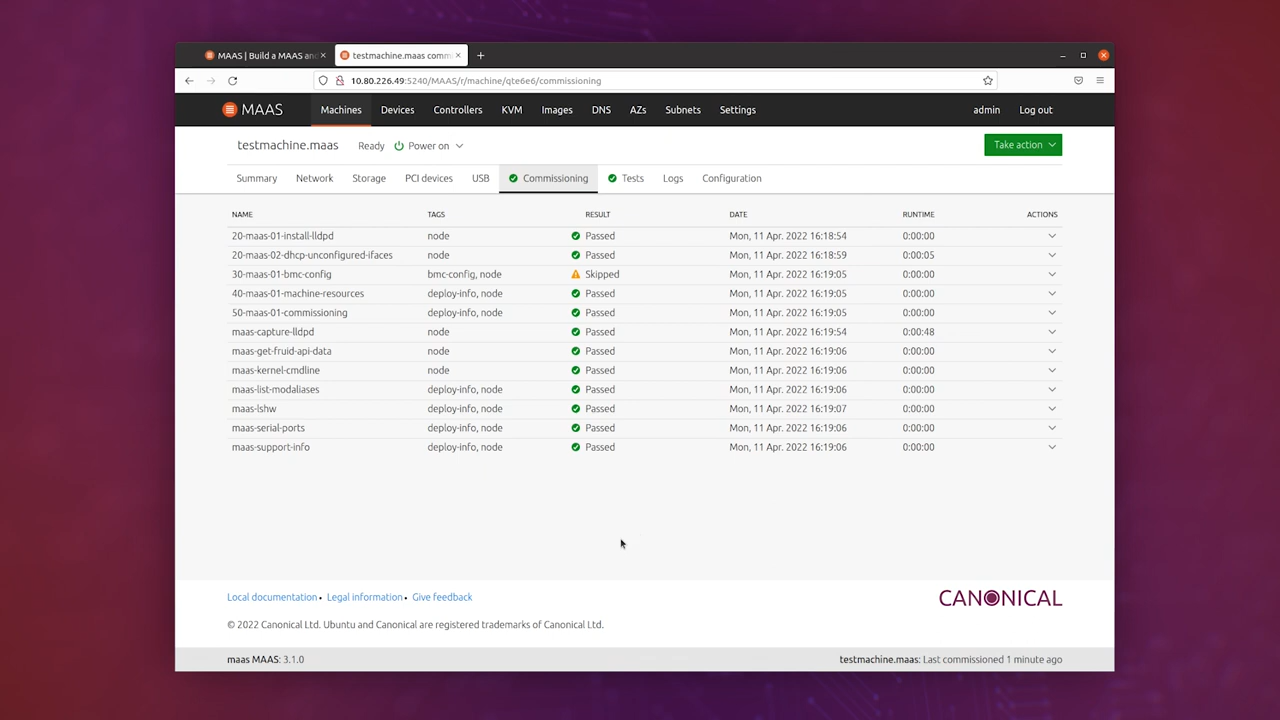 MAAS | Build a MAAS an
testmachine.maas comm
10.80.226.49:5240/MAAS/r/machine/qte6e6/commissioning
MAAS Machines Devices Controllers KVM Images DNS AZs Subnets Settings admin Log out
testmachine.maas Ready Power on Take action
Summary Network Storage PCI devices USB Commissioning Tests Logs Configuration
NAME TAGS RESULT DATE RUNTIME ACTIONS
20-maas-01-install-lldpd node Passed Mon, 11 Apr. 2022 16:18:54 0:00:00
20-maas-02-dhcp-unconfigured-ifaces node Passed Mon, 11 Apr. 2022 16:18:59 0:00:05
30-maas-01-bmc-config bmc-config, node Skipped Mon, 11 Apr. 2022 16:19:05 0:00:00
40-maas-01-machine-resources deploy-info, node Passed Mon, 11 Apr. 2022 16:19:05 0:00:00
50-maas-01-commissioning deploy-info, node Passed Mon, 11 Apr. 2022 16:19:05 0:00:00
maas-capture-lldpd node Passed Mon, 11 Apr. 2022 16:19:54 0:00:48
maas-get-fruid-api-data node Passed Mon, 11 Apr. 2022 16:19:06 0:00:00
maas-kernel-cmdline node Passed Mon, 11 Apr. 2022 16:19:06 0:00:00
maas-list-modaliases deploy-info, node Passed Mon, 11 Apr. 2022 16:19:06 0:00:00
maas-lshw deploy-info, node Passed Mon, 11 Apr. 2022 16:19:07 0:00:00
maas-serial-ports deploy-info, node Passed Mon, 11 Apr. 2022 16:19:06 0:00:00
maas-support-info deploy-info, node Passed Mon, 11 Apr. 2022 16:19:06 0:00:00
Local documentation • Legal information • Give feedback CANONICAL
© 2022 Canonical Ltd. Ubuntu and Canonical are registered trademarks of Canonical Ltd.
maas MAAS: 3.1.0 testmachine.maas: Last commissioned 1 minute ago